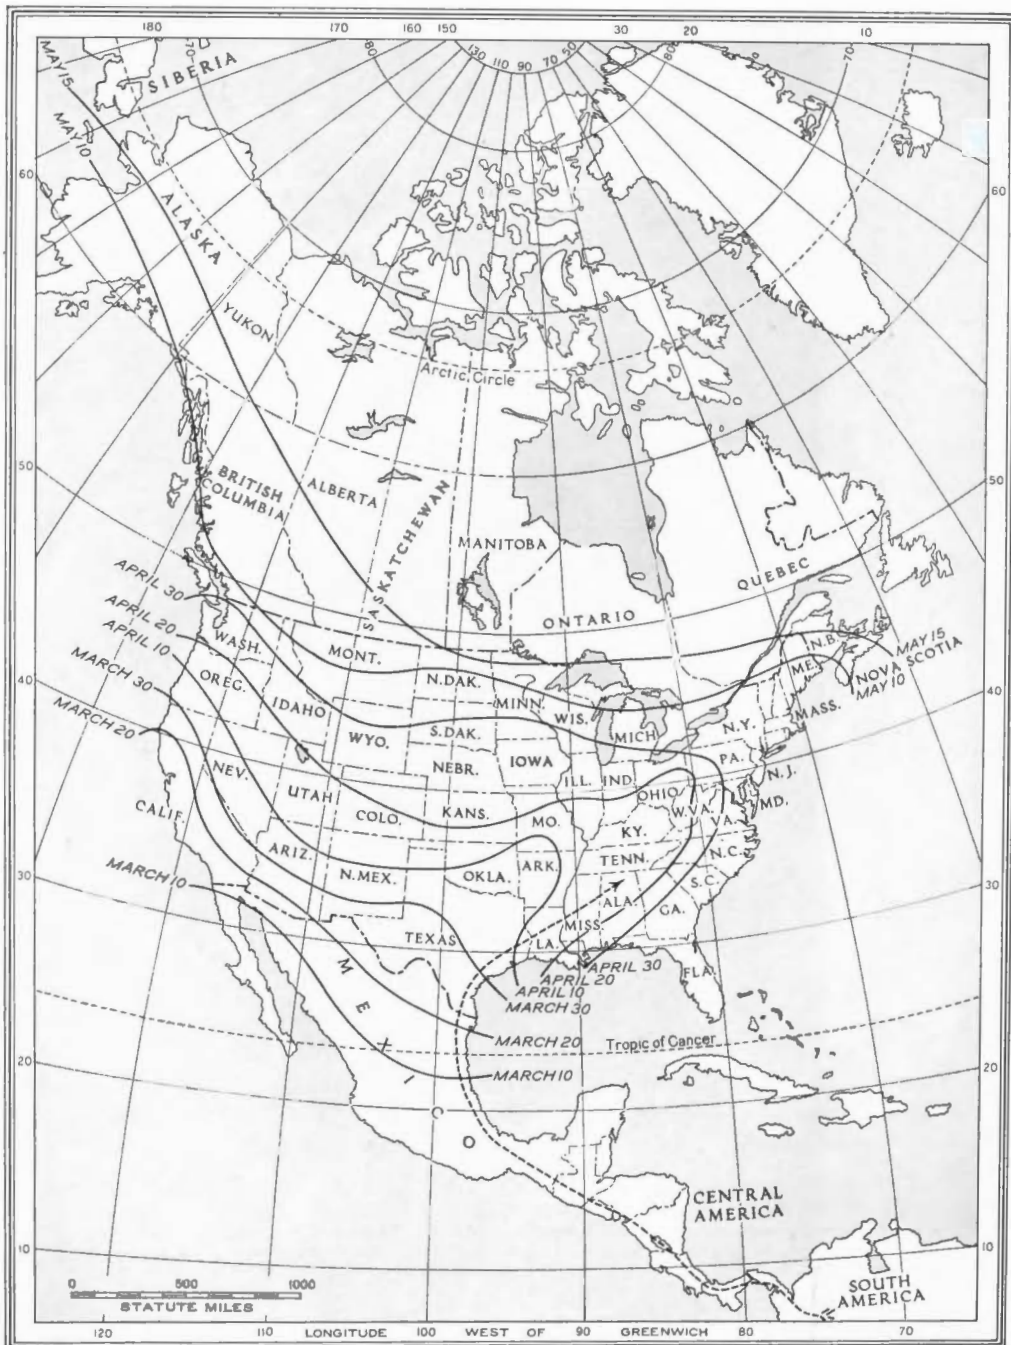 180 170 160 150 130 110 90 70 50 30 20 10
70 80 80 70
MAY 15
SIBERIA
MAY 10
60 60
ALASKA
YUKON
Arctic Circle
50 50
BRITISH
COLUMBIA
ALBERTA
SASKATCHEWAN
MANITOBA
ONTARIO
QUEBEC
APRIL 30
APRIL 20
APRIL 10
MARCH 30
MARCH 20
40 40
WASH.
MONT.
N.DAK.
MINN.
N.B.
ME.
MAY 15
NOVA SCOTIA
MAY 10
OREG.
IDAHO
WYO.
S.DAK.
WIS.
MICH
N.Y.
MASS.
NEV.
UTAH
NEBR.
IOWA
ILL.
IND.
OHIO
PA.
N.J.
CALIF.
COLO.
KANS.
MO.
W.VA.
VA.
MD.
KY.
ARIZ.
N.MEX.
OKLA.
ARK.
TENN.
N.C.
S.C.
MARCH 10
30 30
TEXAS
LA.
MISS.
ALA.
GA.
FLA.
APRIL 30
APRIL 20
APRIL 10
MARCH 30
MEXICO
MARCH 20
Tropic of Cancer
MARCH 10
20 20
CENTRAL
AMERICA
10 10
SOUTH
AMERICA
0 500 1000
STATUTE MILES
120 110 LONGITUDE 100 WEST OF 90 GREENWICH 80 70